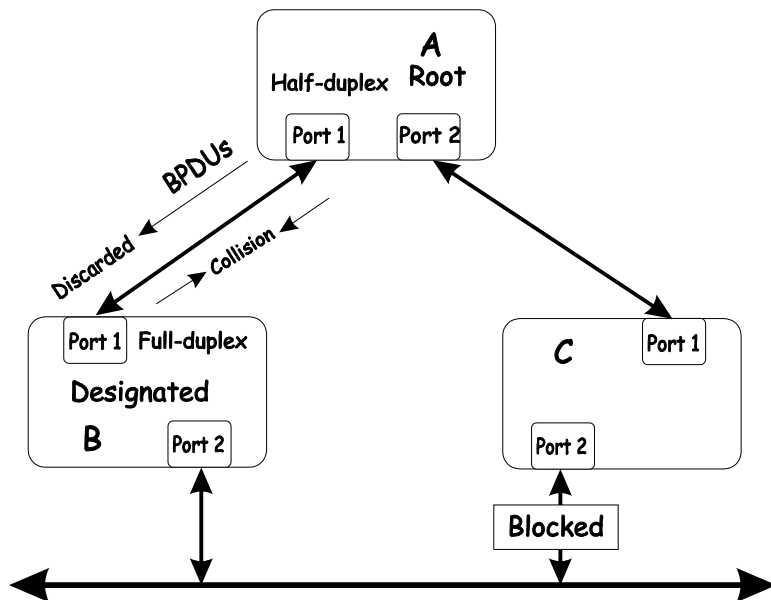 A
Root
Half-duplex
Port 1
Port 2
BPDUs
Discarded
Collision
Port 1
Full-duplex
Designated
B
Port 2
C
Port 1
Port 2
Blocked